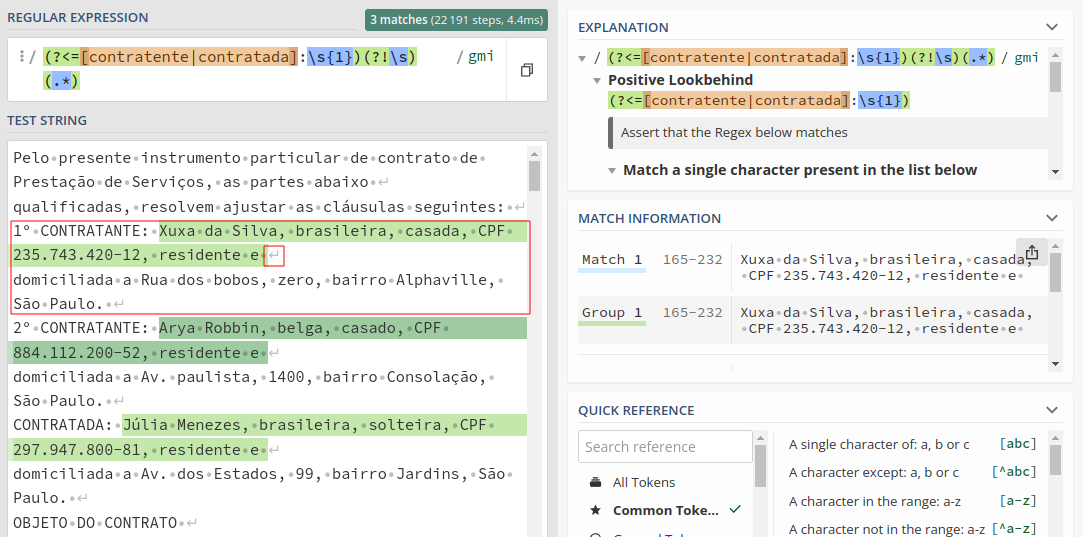 REGULAR EXPRESSION
3 matches (22 191 steps, 4.4ms)
/ (?<=[contratente|contratada]:\s{1})(?!\s) / gmi
(.*)
TEST STRING
Pelo presente instrumento particular de contrato de
Prestação de Serviços, as partes abaixo
qualificadas, resolvem ajustar as cláusulas seguintes:
1º CONTRATANTE: Xuxa da Silva, brasileira, casada, CPF
235.743.420-12, residente e
domiciliada a Rua dos bobos, zero, bairro Alphaville,
São Paulo.
2º CONTRATANTE: Arya Robbin, belga, casado, CPF
884.112.200-52, residente e
domiciliada a Av. paulista, 1400, bairro Consolação,
São Paulo.
CONTRATADA: Júlia Menezes, brasileira, solteira, CPF
297.947.800-81, residente e
domiciliada a Av. dos Estados, 99, bairro Jardins, São
Paulo.
OBJETO DO CONTRATO
EXPLANATION
/ (?<=[contratente|contratada]:\s{1})(?!\s)(.*) / gmi
Positive Lookbehind
(?<=[contratente|contratada]:\s{1})
Assert that the Regex below matches
Match a single character present in the list below
MATCH INFORMATION
Match 1 165-232 Xuxa da Silva, brasileira, casada,
CPF 235.743.420-12, residente e
Group 1 165-232 Xuxa da Silva, brasileira, casada,
CPF 235.743.420-12, residente e
QUICK REFERENCE
Search reference
All Tokens
Common Toke...
A single character of: a, b or c [abc]
A character except: a, b or c [^abc]
A character in the range: a-z [a-z]
A character not in the range: a-z [^a-z]